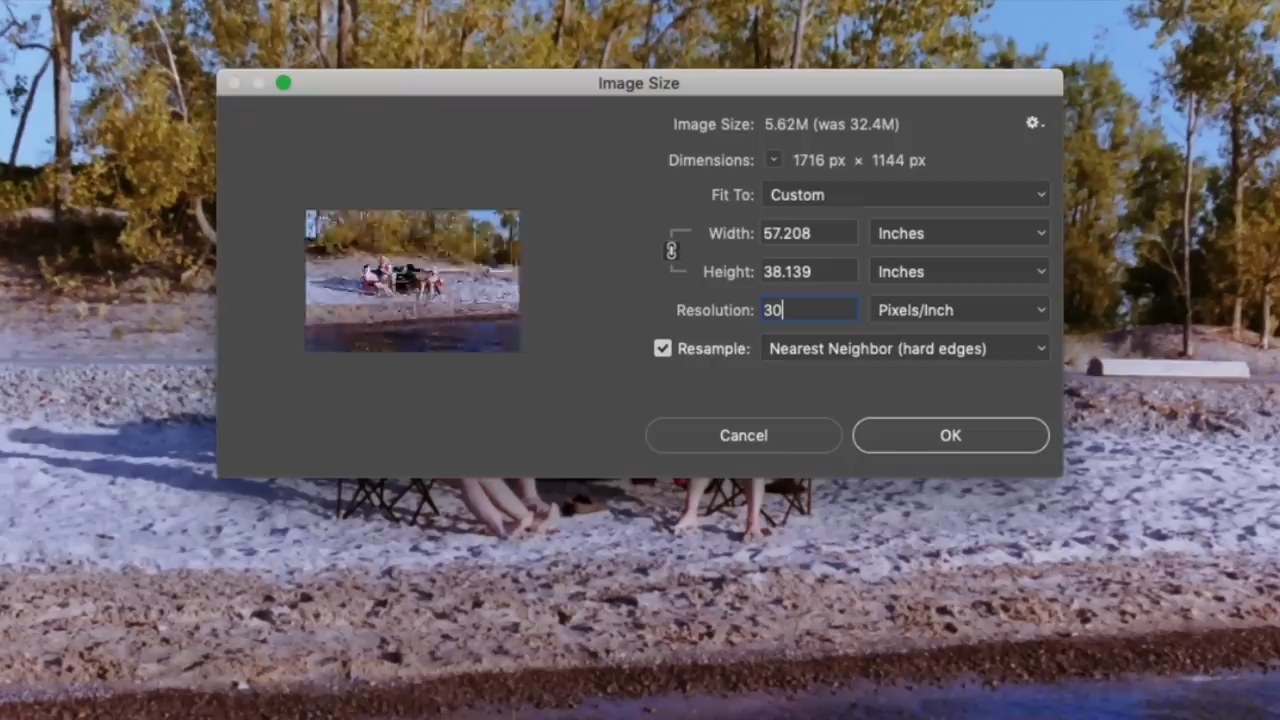 Image Size
Image Size: 5.62M (was 32.4M)
Dimensions: 1716 px × 1144 px
Fit To: Custom
Width: 57.208 Inches
Height: 38.139 Inches
Resolution: 30 Pixels/Inch
Resample: Nearest Neighbor (hard edges)
Cancel OK